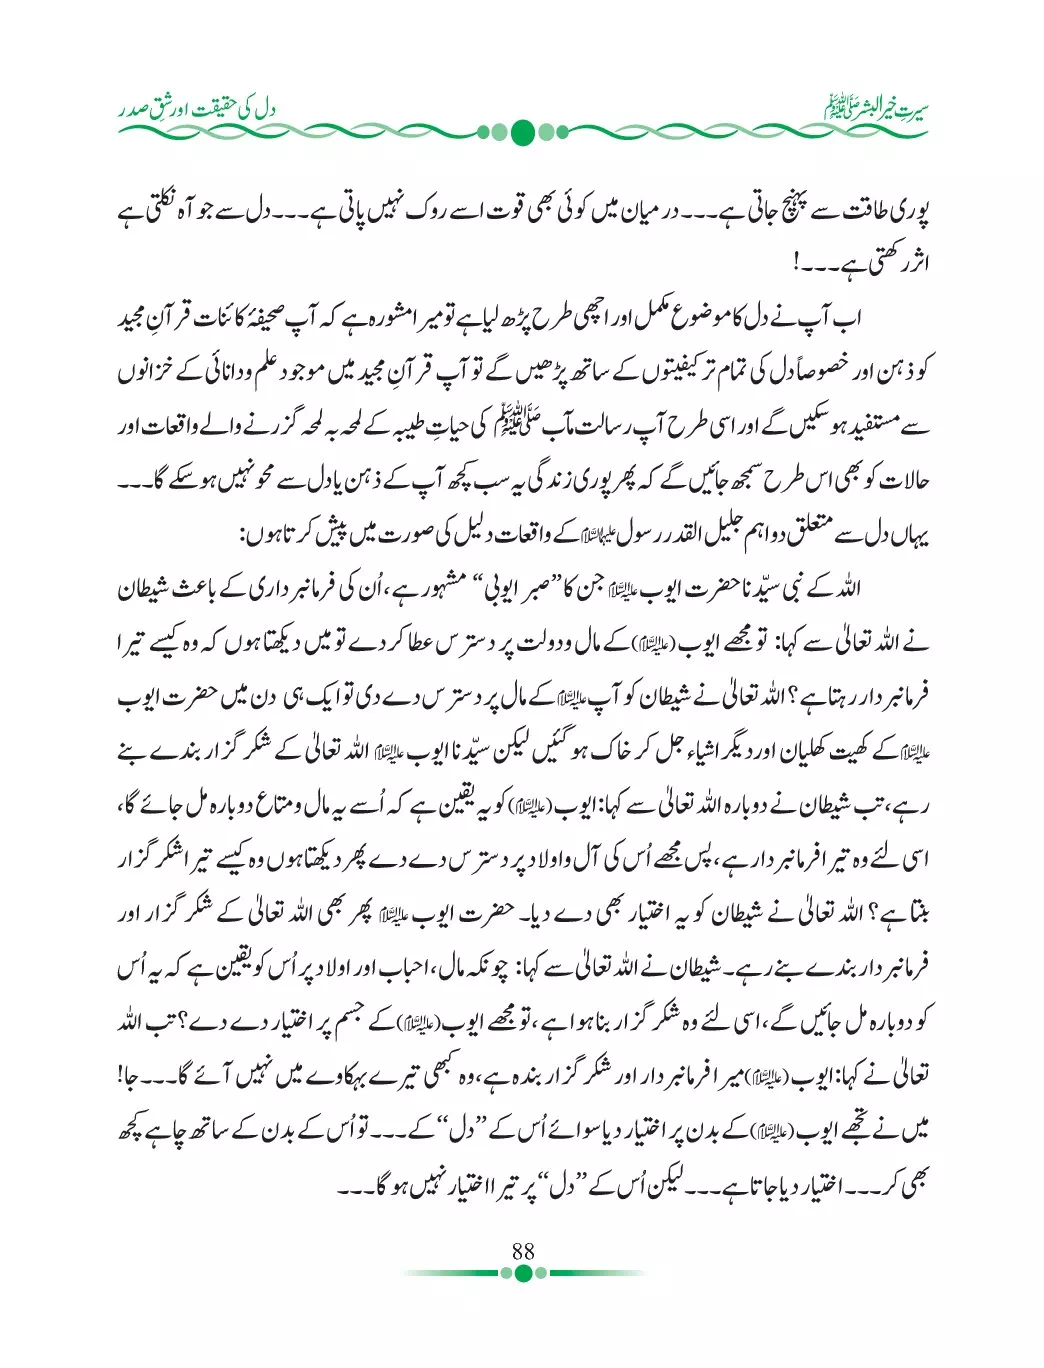 سیرتِ خیر البشر ﷺ
دل کی حقیقت اور شقِ صدر
پوری طاقت سے پہنچ جاتی ہے۔۔۔ درمیان میں کوئی بھی قوت اسے روک نہیں پاتی ہے۔۔۔ دل سے جو آہ نکلتی ہے
اثر رکھتی ہے۔۔۔!
اب آپ نے دل کا موضوع مکمل اور اچھی طرح پڑھ لیا ہے تو میرا مشورہ ہے کہ آپ صحیفۂ کائنات قرآنِ مجید
کو ذہن اور خصوصاً دل کی تمام تر کیفیتوں کے ساتھ پڑھیں گے تو آپ قرآنِ مجید میں موجود علم و دانائی کے خزانوں
سے مستفید ہو سکیں گے اور اسی طرح آپ رسالت مآب ﷺ کی حیاتِ طیبہ کے لمحہ بہ لمحہ گزرنے والے واقعات اور
حالات کو بھی اس طرح سمجھ جائیں گے کہ پھر پوری زندگی یہ سب کچھ آپ کے ذہن یا دل سے محو نہیں ہو سکے گا۔۔۔
یہاں دل سے متعلق دو اہم جلیل القدر رسول علیہما السلام کے واقعات دلیل کی صورت میں پیش کرتا ہوں:
اللہ کے نبی سیّدنا حضرت ایوب علیہ السلام جن کا ”صبر ایوبی“ مشہور ہے، اُن کی فرمانبرداری کے باعث شیطان
نے اللہ تعالیٰ سے کہا: تو مجھے ایوب (علیہ السلام) کے مال و دولت پر دسترس عطا کر دے تو میں دیکھتا ہوں کہ وہ کیسے تیرا
فرمانبردار رہتا ہے؟ اللہ تعالیٰ نے شیطان کو آپ علیہ السلام کے مال پر دسترس دے دی تو ایک ہی دن میں حضرت ایوب
علیہ السلام کے کھیت کھلیان اور دیگر اشیاء جل کر خاک ہو گئیں لیکن سیّدنا ایوب علیہ السلام اللہ تعالیٰ کے شکر گزار بندے بنے
رہے، تب شیطان نے دوبارہ اللہ تعالیٰ سے کہا: ایوب (علیہ السلام) کو یہ یقین ہے کہ اُسے یہ مال و متاع دوبارہ مل جائے گا،
اسی لئے وہ تیرا فرمانبردار ہے، پس مجھے اُس کی آل و اولاد پر دسترس دے دے پھر دیکھتا ہوں وہ کیسے تیرا شکر گزار
بنتا ہے؟ اللہ تعالیٰ نے شیطان کو یہ اختیار بھی دے دیا۔ حضرت ایوب علیہ السلام پھر بھی اللہ تعالیٰ کے شکر گزار اور
فرمانبردار بندے بنے رہے۔ شیطان نے اللہ تعالیٰ سے کہا: چونکہ مال، احباب اور اولاد پر اُس کو یقین ہے کہ یہ اُس
کو دوبارہ مل جائیں گے، اسی لئے وہ شکر گزار بنا ہوا ہے، تو مجھے ایوب (علیہ السلام) کے جسم پر اختیار دے دے؟ تب اللہ
تعالیٰ نے کہا: ایوب (علیہ السلام) میرا فرمانبردار اور شکر گزار بندہ ہے، وہ کبھی تیرے بہکاوے میں نہیں آئے گا۔۔۔ جا!
میں نے تجھے ایوب (علیہ السلام) کے بدن پر اختیار دیا سوائے اُس کے ”دل“ کے۔۔۔ تو اُس کے بدن کے ساتھ چاہے کچھ
بھی کر۔۔۔ اختیار دیا جاتا ہے۔۔۔ لیکن اُس کے ”دل“ پر تیرا اختیار نہیں ہو گا۔۔۔
88